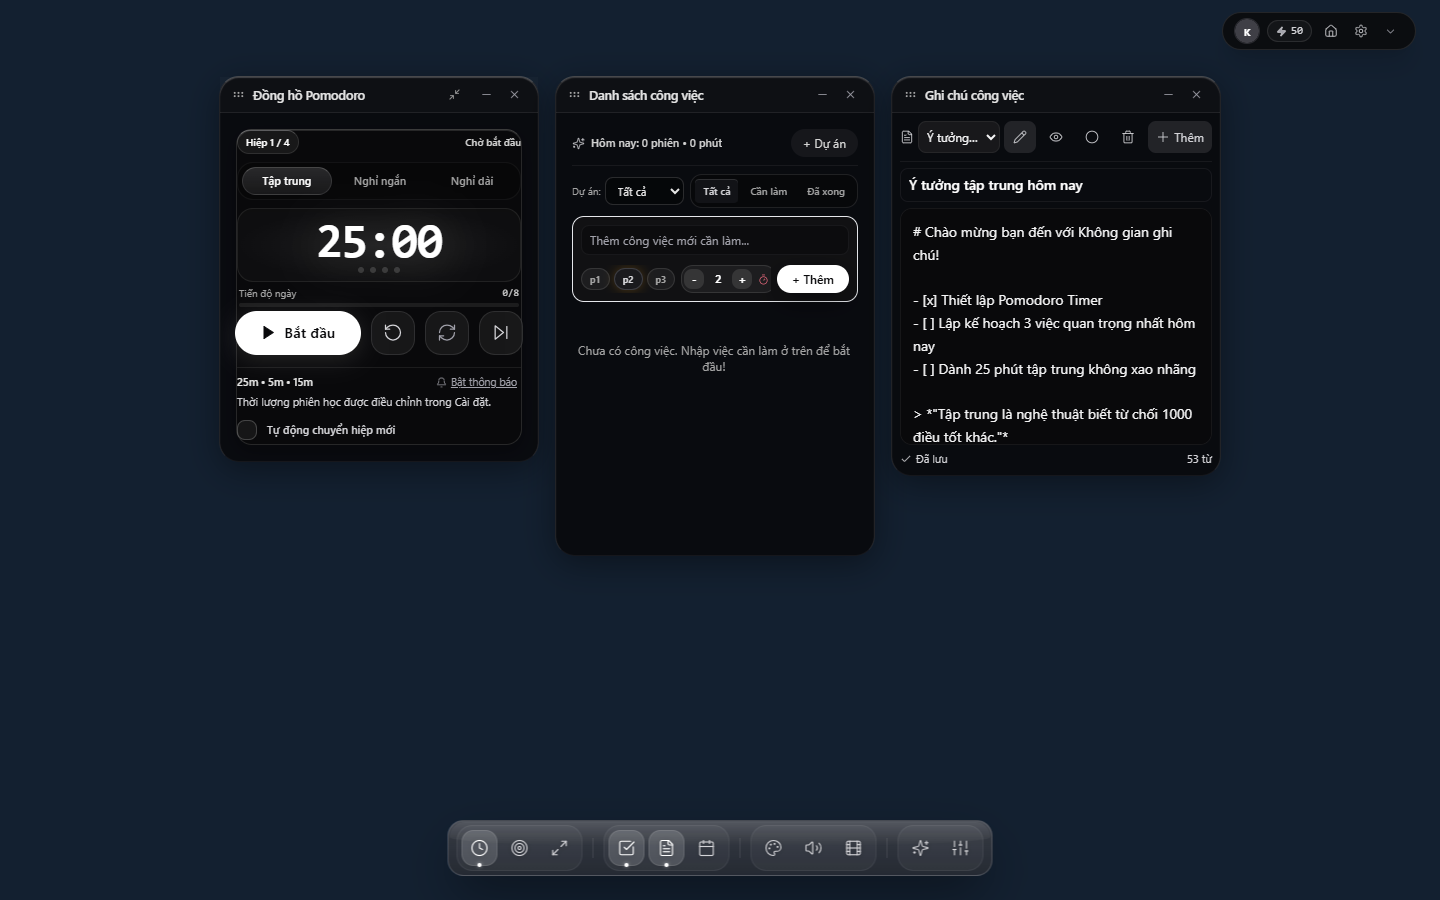 K
50
Đồng hồ Pomodoro
Hiệp 1 / 4
Chờ bắt đầu
Tập trung
Nghỉ ngắn
Nghỉ dài
25:00
Tiến độ ngày
0/8
Bắt đầu
25m • 5m • 15m
Bật thông báo
Thời lượng phiên học được điều chỉnh trong Cài đặt.
Tự động chuyển hiệp mới
Danh sách công việc
Hôm nay: 0 phiên • 0 phút
+ Dự án
Dự án:
Tất cả
Tất cả
Cần làm
Đã xong
Thêm công việc mới cần làm...
p1
p2
p3
-
2
+
+ Thêm
Chưa có công việc. Nhập việc cần làm ở trên để bắt
đầu!
Ghi chú công việc
Ý tưởng...
Thêm
Ý tưởng tập trung hôm nay
# Chào mừng bạn đến với Không gian ghi
chú!
- [x] Thiết lập Pomodoro Timer
- [ ] Lập kế hoạch 3 việc quan trọng nhất hôm
nay
- [ ] Dành 25 phút tập trung không xao nhãng
> *"Tập trung là nghệ thuật biết từ chối 1000
điều tốt khác."*
Đã lưu
53 từ